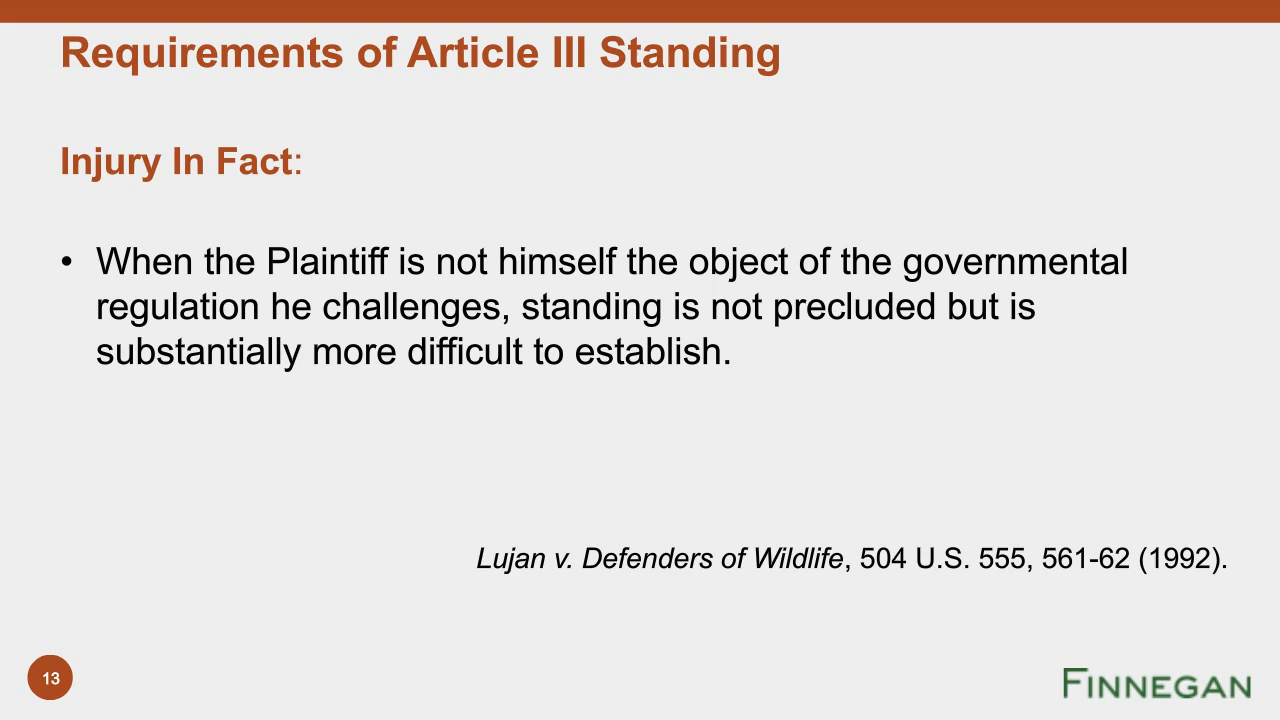 Requirements of Article III Standing
Injury In Fact:
• When the Plaintiff is not himself the object of the governmental
regulation he challenges, standing is not precluded but is
substantially more difficult to establish.
Lujan v. Defenders of Wildlife, 504 U.S. 555, 561-62 (1992).
13
FINNEGAN